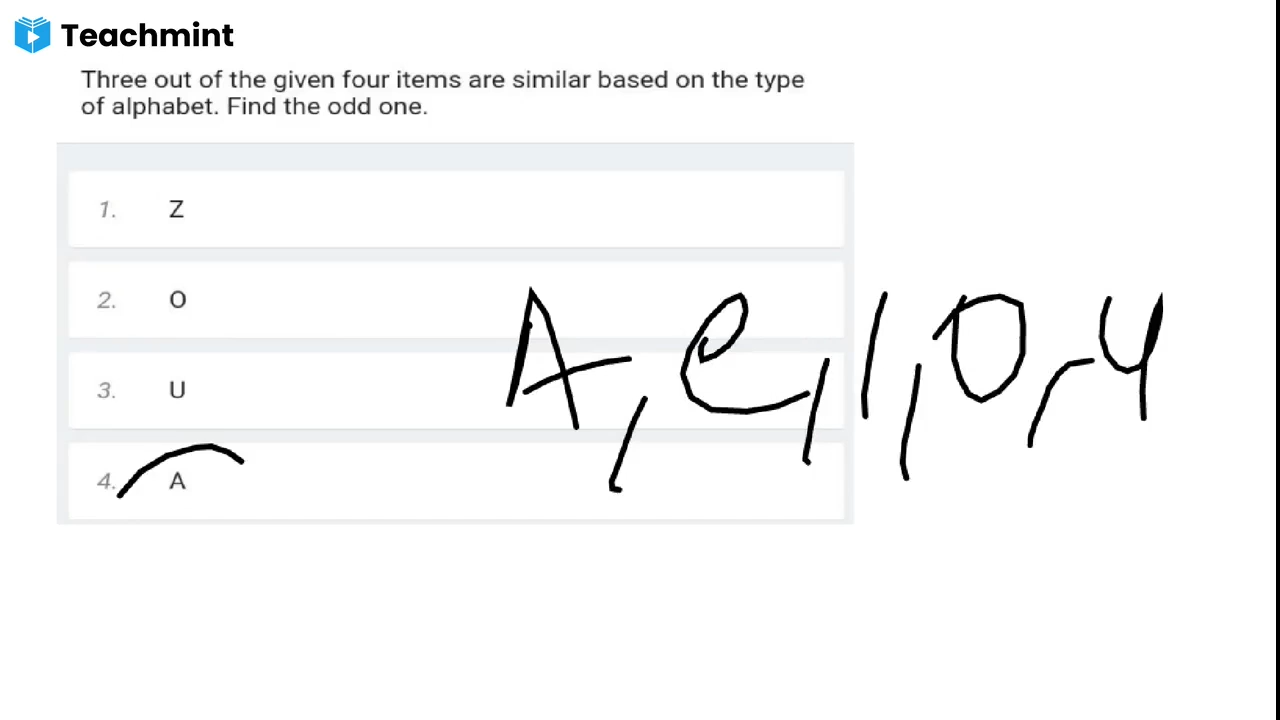 Teachmint
Three out of the given four items are similar based on the type
of alphabet. Find the odd one.
1. Z
2. O
3. U
4. A
A, e, I, O, U